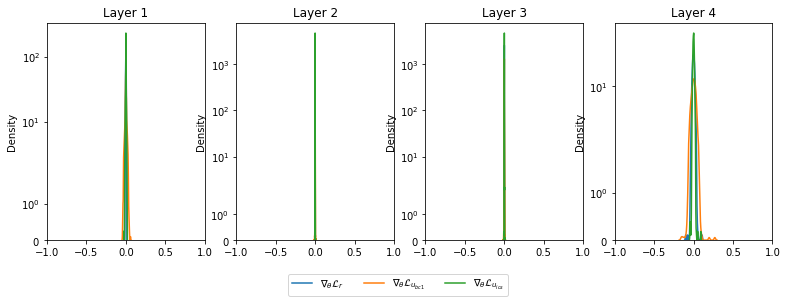 Layer 1 Layer 2 Layer 3 Layer 4
Density 10² 10¹ 10⁰ 0
Density 10³ 10² 10¹ 10⁰ 0
Density 10³ 10² 10¹ 10⁰ 0
Density 10¹ 10⁰ 0
−1.0 −0.5 0.0 0.5 1.0 −1.0 −0.5 0.0 0.5 1.0 −1.0 −0.5 0.0 0.5 1.0 −1.0 −0.5 0.0 0.5 1.0
∇θℒr ∇θℒu_bc1 ∇θℒu_ics